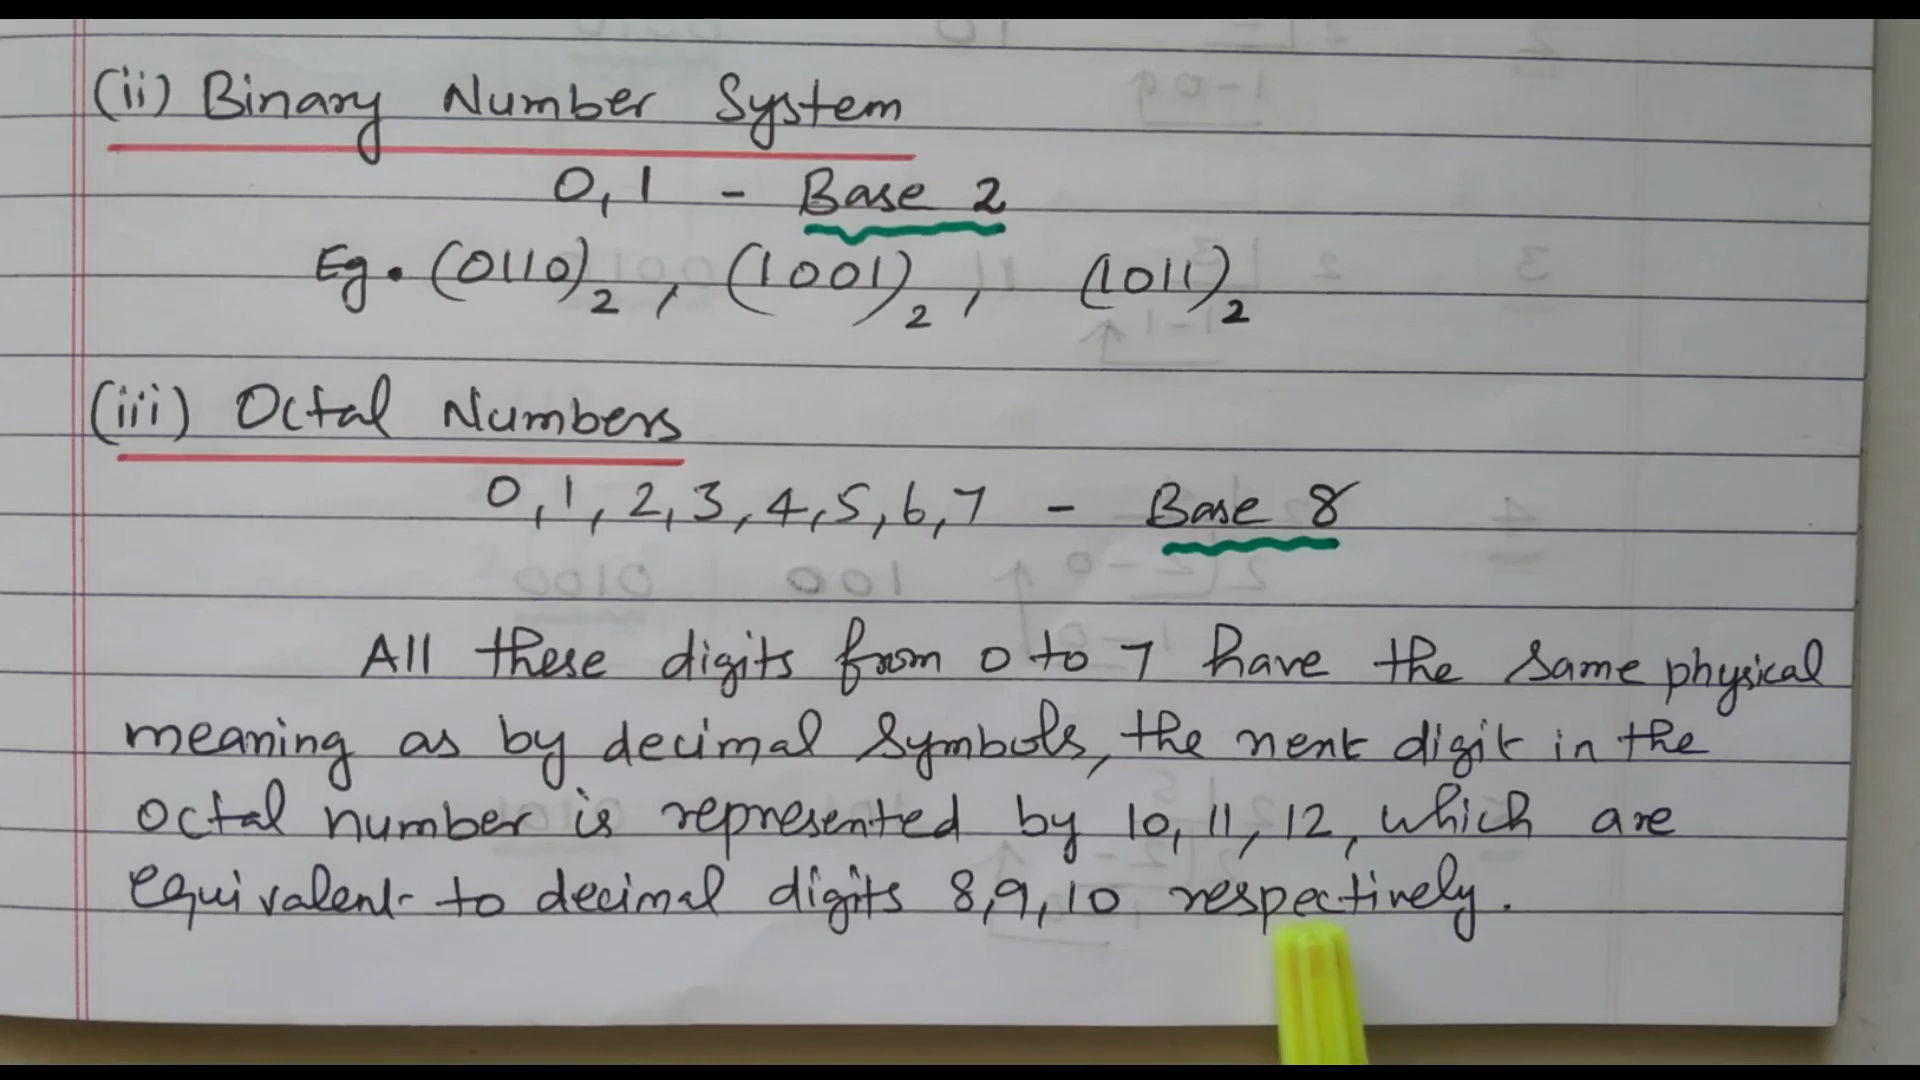 (ii) Binary Number System
0,1 - Base 2
Eg. (0110)2, (1001)2, (1011)2
(iii) Octal Numbers
0,1,2,3,4,5,6,7 - Base 8
All these digits from 0 to 7 have the same physical
meaning as by decimal symbols, the next digit in the
octal number is represented by 10, 11, 12, which are
equivalent to decimal digits 8,9,10 respectively.